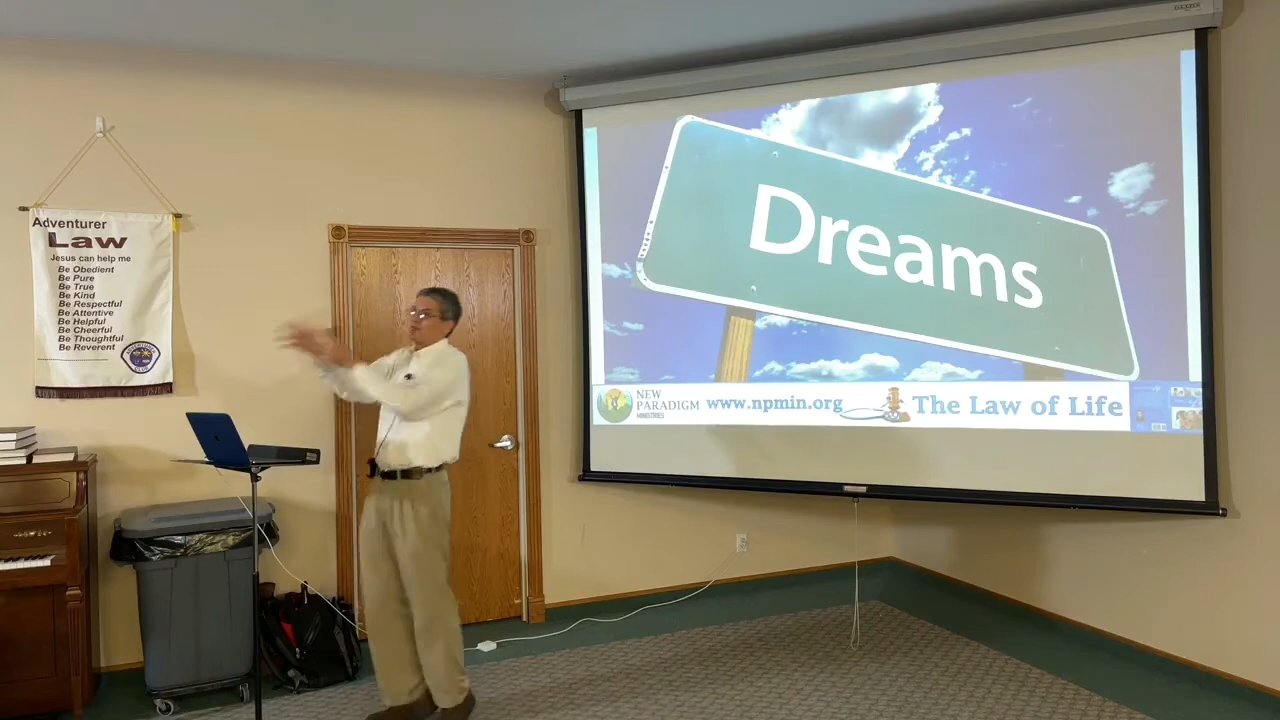 Adventurer
Law
Jesus can help me
Be Obedient
Be Pure
Be True
Be Kind
Be Respectful
Be Attentive
Be Helpful
Be Cheerful
Be Thoughtful
Be Reverent
Dreams
NEW
PARADIGM
MINISTRIES
www.npmin.org
The Law of Life